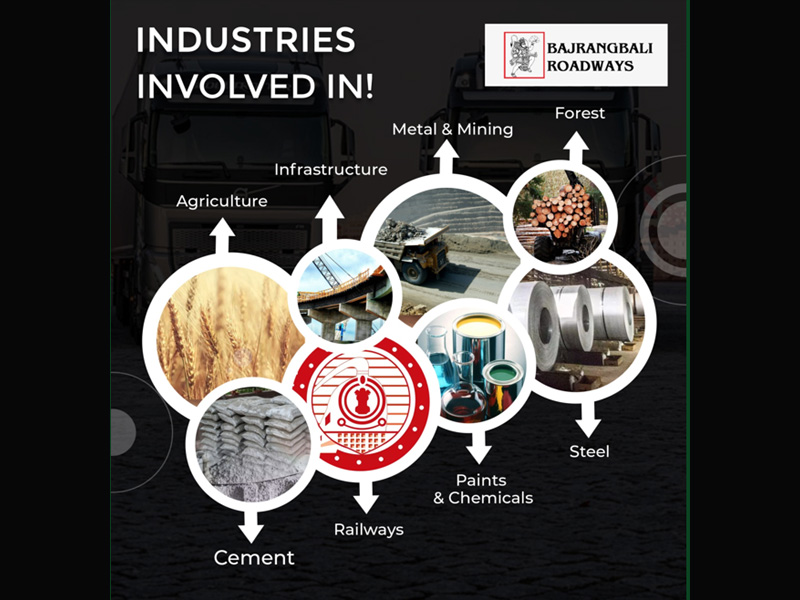 INDUSTRIES
INVOLVED IN!
BAJRANGBALI
ROADWAYS
Forest
Metal & Mining
Infrastructure
Agriculture
Steel
Paints
& Chemicals
Railways
Cement